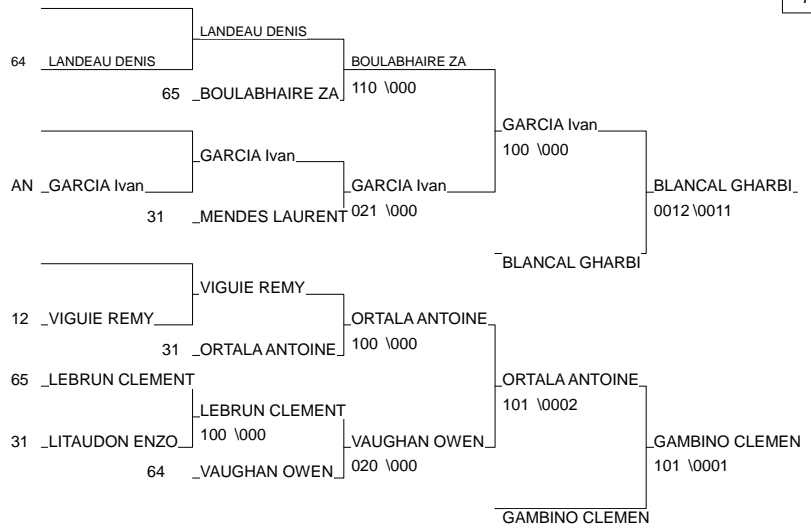 LANDEAU DENIS
64 LANDEAU DENIS BOULABHAIRE ZA
65 BOULABHAIRE ZA 110 \000
GARCIA Ivan
100 \000
GARCIA Ivan
AN GARCIA Ivan GARCIA Ivan BLANCAL GHARBI
31 MENDES LAURENT 021 \000 0012 \0011
BLANCAL GHARBI
VIGUIE REMY
12 VIGUIE REMY ORTALA ANTOINE
31 ORTALA ANTOINE 100 \000
65 LEBRUN CLEMENT ORTALA ANTOINE
101 \0002
LEBRUN CLEMENT
100 \000
31 LITAUDON ENZO VAUGHAN OWEN GAMBINO CLEMEN
64 VAUGHAN OWEN 020 \000 101 \0001
GAMBINO CLEMEN